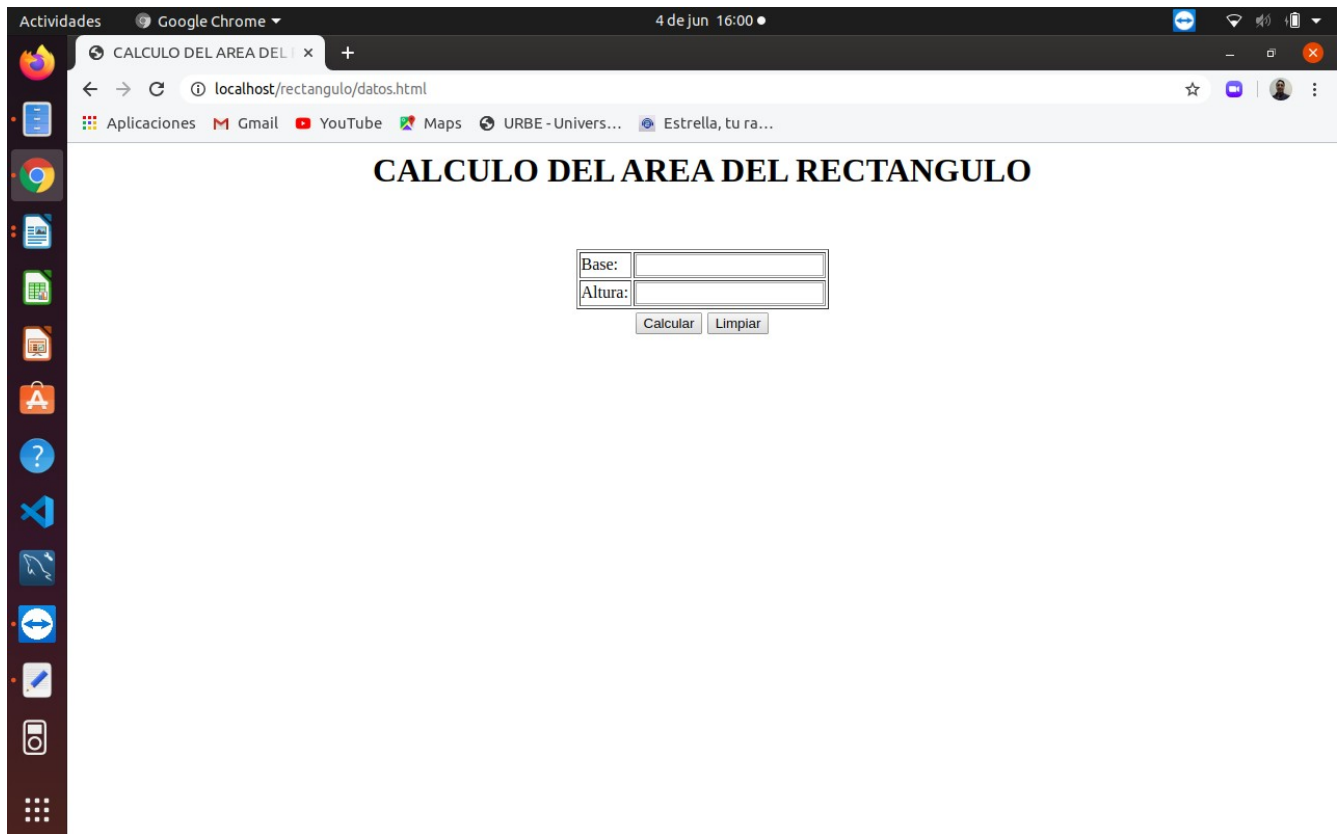 Actividades Google Chrome 4 de jun 16:00
CALCULO DEL AREA DEL
localhost/rectangulo/datos.html
Aplicaciones Gmail YouTube Maps URBE - Univers... Estrella, tu ra...
CALCULO DEL AREA DEL RECTANGULO
Base:
Altura:
Calcular Limpiar